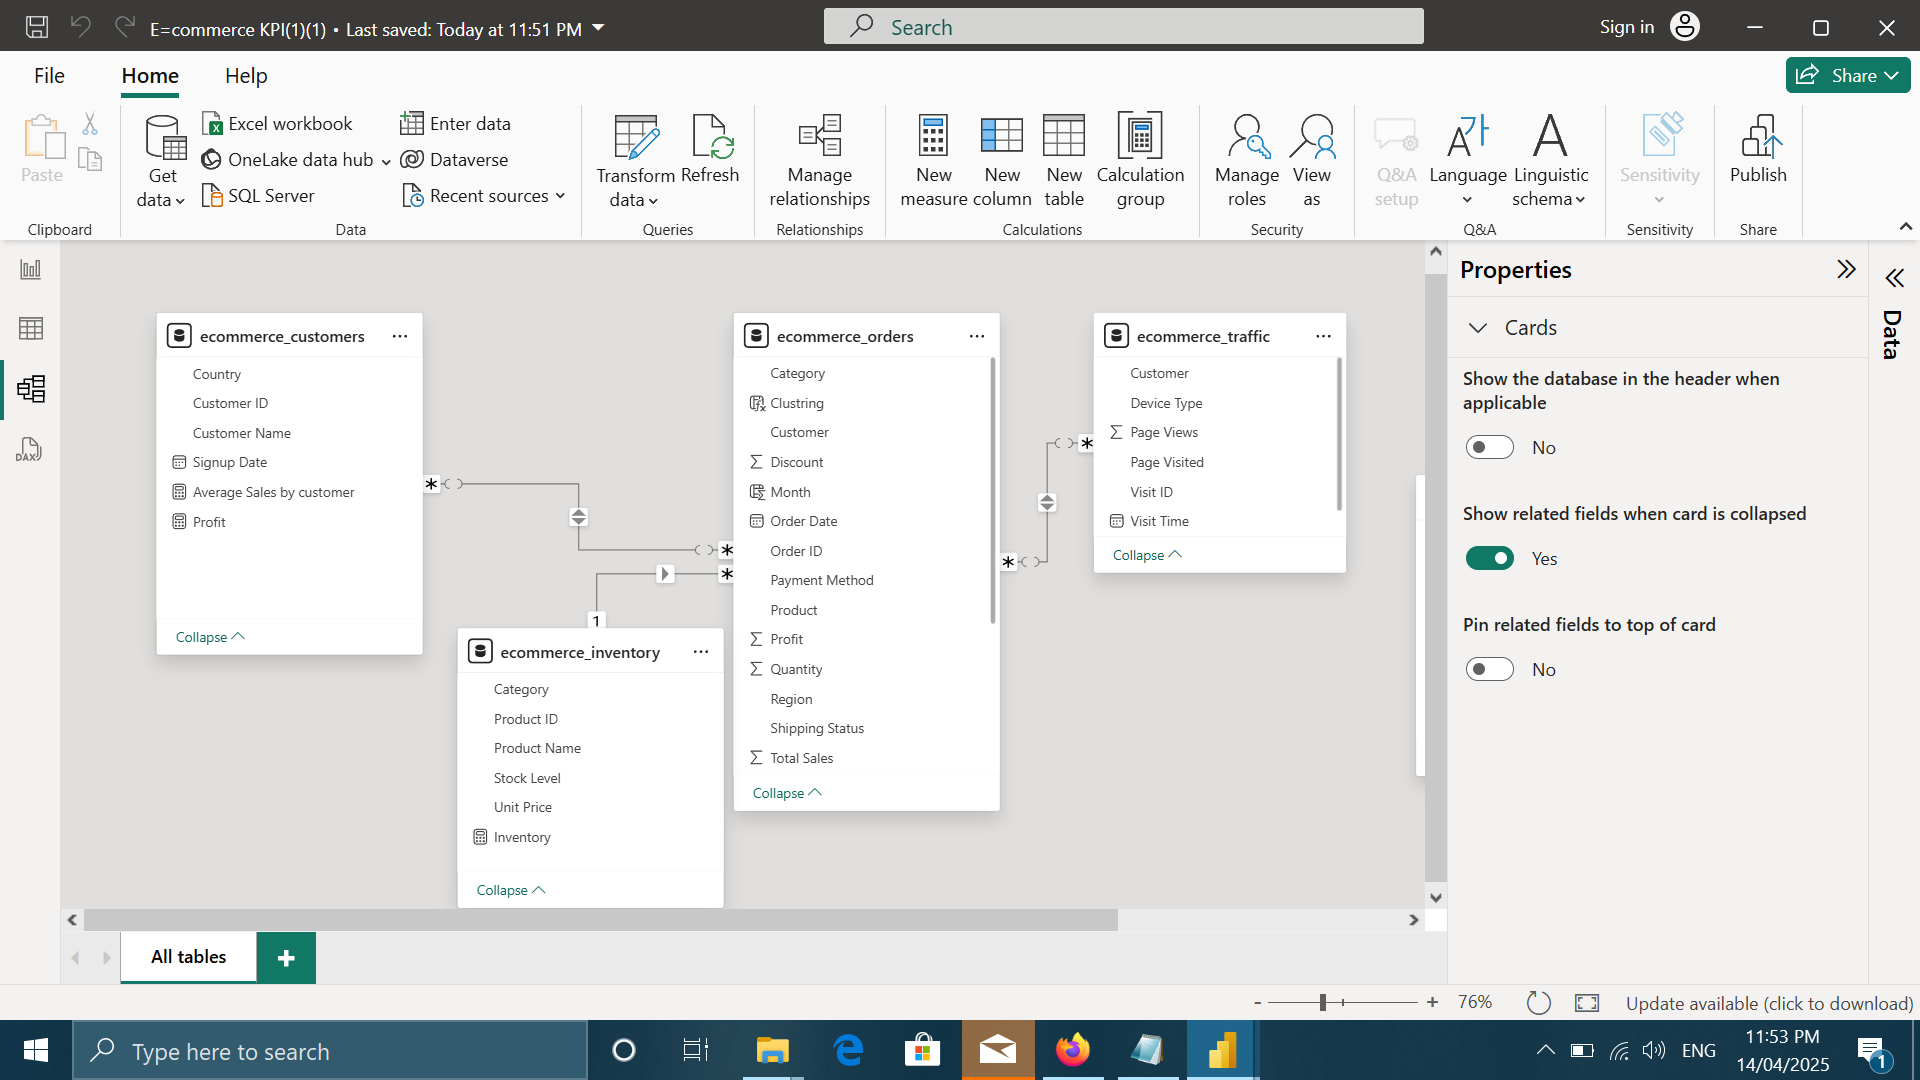 E=commerce KPI(1)(1) • Last saved: Today at 11:51 PM
Search
Sign in
File
Home
Help
Share
Paste
Get data
Excel workbook
OneLake data hub
SQL Server
Enter data
Dataverse
Recent sources
Transform data
Refresh
Manage relationships
New measure
New column
New table
Calculation group
Manage roles
View as
Q&A setup
Language
Linguistic schema
Sensitivity
Publish
Clipboard
Data
Queries
Relationships
Calculations
Security
Q&A
Sensitivity
Share
DAX
ecommerce_customers
Country
Customer ID
Customer Name
Signup Date
Average Sales by customer
Profit
Collapse
ecommerce_inventory
Category
Product ID
Product Name
Stock Level
Unit Price
Inventory
Collapse
ecommerce_orders
Category
Clustring
Customer
Discount
Month
Order Date
Order ID
Payment Method
Product
Profit
Quantity
Region
Shipping Status
Total Sales
Collapse
ecommerce_traffic
Customer
Device Type
Page Views
Page Visited
Visit ID
Visit Time
Collapse
*
*
*
1
*
*
Properties
Cards
Show the database in the header when
applicable
No
Show related fields when card is collapsed
Yes
Pin related fields to top of card
No
Data
All tables
+
- + 76%
Update available (click to download)
Type here to search
ENG
11:53 PM
14/04/2025
1